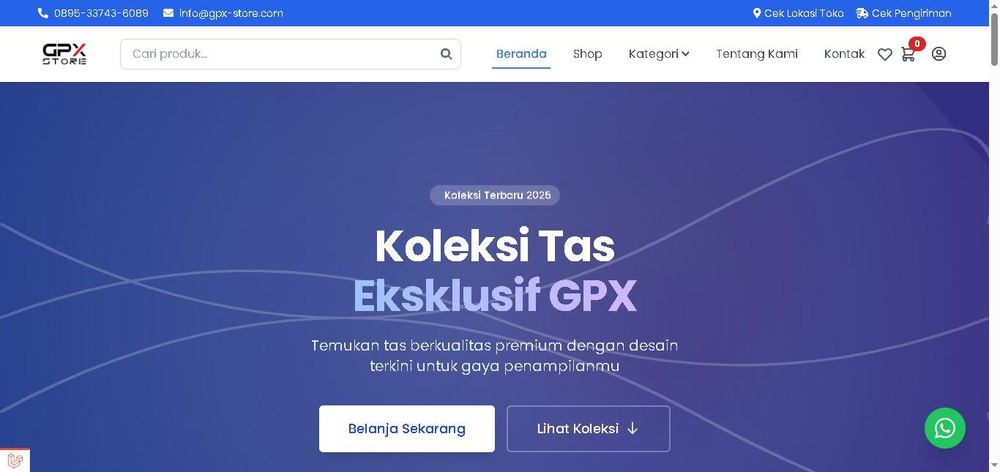 0895-33743-6089 info@gpx-store.com Cek Lokasi Toko Cek Pengiriman
GPX
STORE
Cari produk... Beranda Shop Kategori Tentang Kami Kontak 0
Koleksi Terbaru 2025
Koleksi Tas
Eksklusif GPX
Temukan tas berkualitas premium dengan desain
terkini untuk gaya penampilanmu
Belanja Sekarang Lihat Koleksi ↓